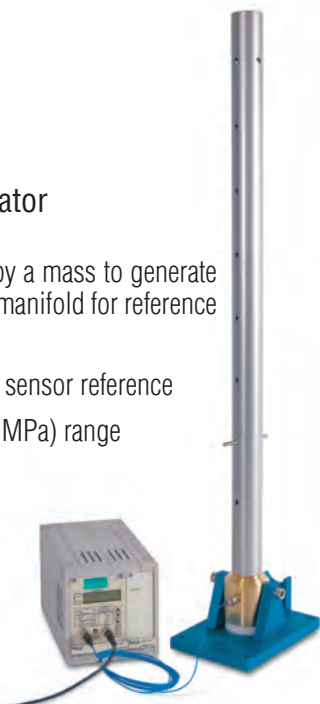 ator
by a mass to generate
manifold for reference
sensor reference
MPa) range